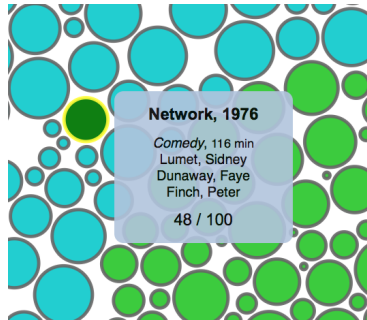 Network, 1976
Comedy, 116 min
Lumet, Sidney
Dunaway, Faye
Finch, Peter
48 / 100